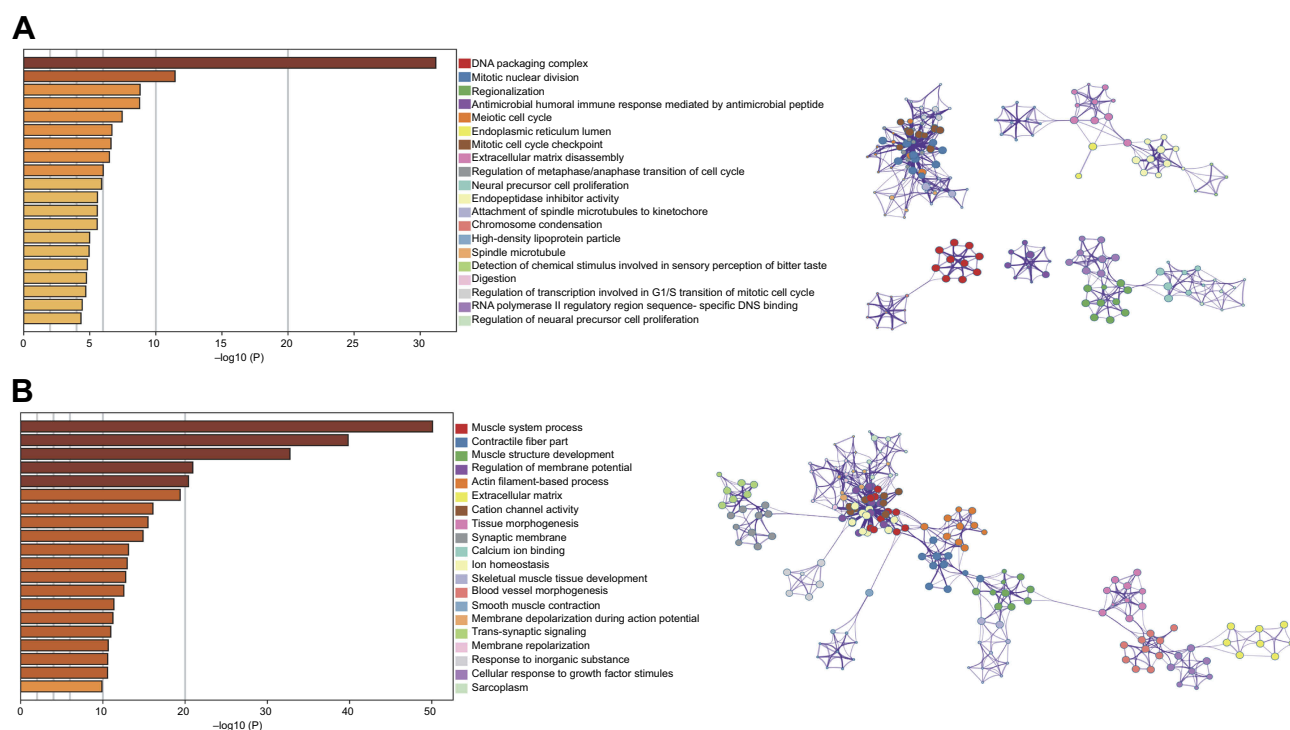 A
DNA packaging complex
Mitotic nuclear division
Regionalization
Antimicrobial humoral immune response mediated by antimicrobial peptide
Meiotic cell cycle
Endoplasmic reticulum lumen
Mitotic cell cycle checkpoint
Extracellular matrix disassembly
Regulation of metaphase/anaphase transition of cell cycle
Neural precursor cell proliferation
Endopeptidase inhibitor activity
Attachment of spindle microtubules to kinetochore
Chromosome condensation
High-density lipoprotein particle
Spindle microtubule
Detection of chemical stimulus involved in sensory perception of bitter taste
Digestion
Regulation of transcription involved in G1/S transition of mitotic cell cycle
RNA polymerase II regulatory region sequence- specific DNS binding
Regulation of neuaral precursor cell proliferation
0 5 10 15 20 25 30
–log10 (P)
B
Muscle system process
Contractile fiber part
Muscle structure development
Regulation of membrane potential
Actin filament-based process
Extracellular matrix
Cation channel activity
Tissue morphogenesis
Synaptic membrane
Calcium ion binding
Ion homeostasis
Skeletual muscle tissue development
Blood vessel morphogenesis
Smooth muscle contraction
Membrane depolarization during action potential
Trans-synaptic signaling
Membrane repolarization
Response to inorganic substance
Cellular response to growth factor stimules
Sarcoplasm
0 10 20 30 40 50
–log10 (P)